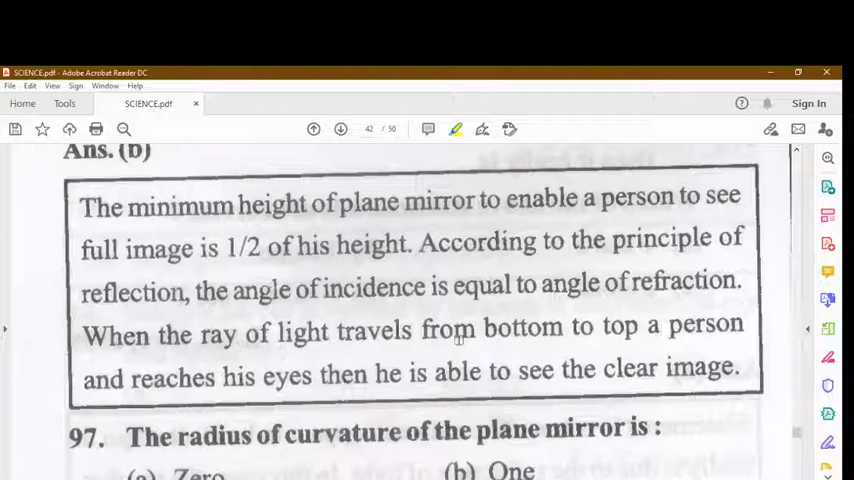 SCIENCE.pdf - Adobe Acrobat Reader DC
File Edit View Sign Window Help
Home Tools SCIENCE.pdf × Sign In
42 / 50
Ans. (b)
The minimum height of plane mirror to enable a person to see
full image is 1/2 of his height. According to the principle of
reflection, the angle of incidence is equal to angle of refraction.
When the ray of light travels from bottom to top a person
and reaches his eyes then he is able to see the clear image.
97. The radius of curvature of the plane mirror is :
(a) Zero (b) One